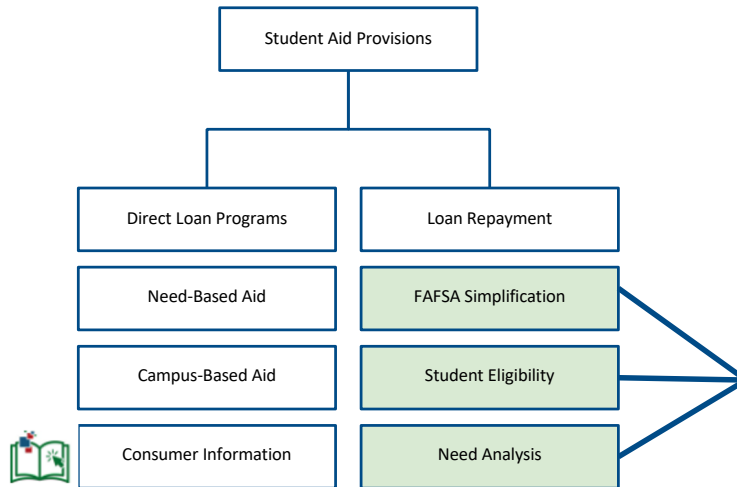 Student Aid Provisions
Direct Loan Programs
Loan Repayment
Need-Based Aid
FAFSA Simplification
Campus-Based Aid
Student Eligibility
Consumer Information
Need Analysis